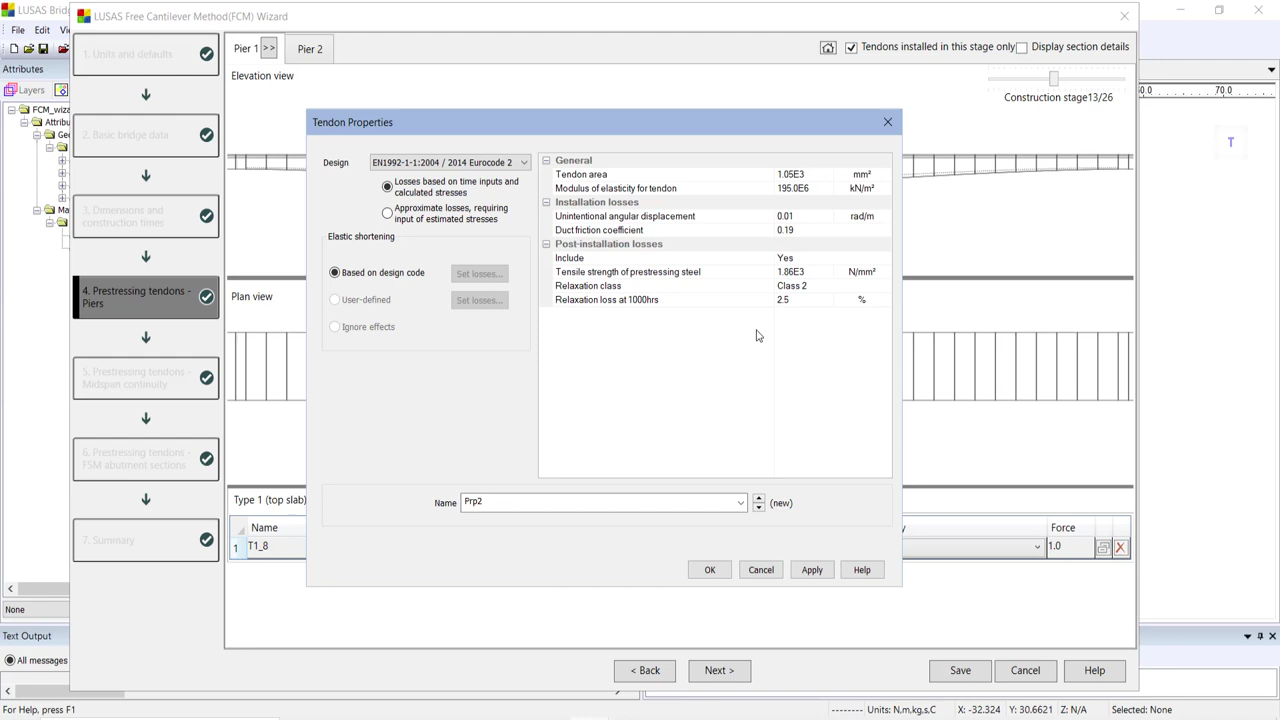 LUSAS Brid
LUSAS Free Cantilever Method(FCM) Wizard
File Edit Vi
Attributes
Layers
FCM_wiza
Attribu
Geo
Ma
1. Units and defaults
2. Basic bridge data
3. Dimensions and
construction times
4. Prestressing tendons -
Piers
5. Prestressing tendons -
Midspan continuity
6. Prestressing tendons -
FSM abutment sections
7. Summary
Pier 1 >> Pier 2
Tendons installed in this stage only Display section details
Elevation view
Construction stage13/26
70.0
T
Tendon Properties
Design EN1992-1-1:2004 / 2014 Eurocode 2
Losses based on time inputs and
calculated stresses
Approximate losses, requiring
input of estimated stresses
Elastic shortening
Based on design code Set losses...
User-defined Set losses...
Ignore effects
General
Tendon area 1.05E3 mm²
Modulus of elasticity for tendon 195.0E6 kN/m²
Installation losses
Unintentional angular displacement 0.01 rad/m
Duct friction coefficient 0.19
Post-installation losses
Include Yes
Tensile strength of prestressing steel 1.86E3 N/mm²
Relaxation class Class 2
Relaxation loss at 1000hrs 2.5 %
Name Prp2 (new)
OK Cancel Apply Help
Plan view
Type 1 (top slab)
Name y Force
1 T1_8 1.0
< Back Next > Save Cancel Help
None
Text Output
All messages
For Help, press F1
-------- Units: N,m,kg,s,C X: -32.324 Y: 30.6621 Z: N/A Selected: None